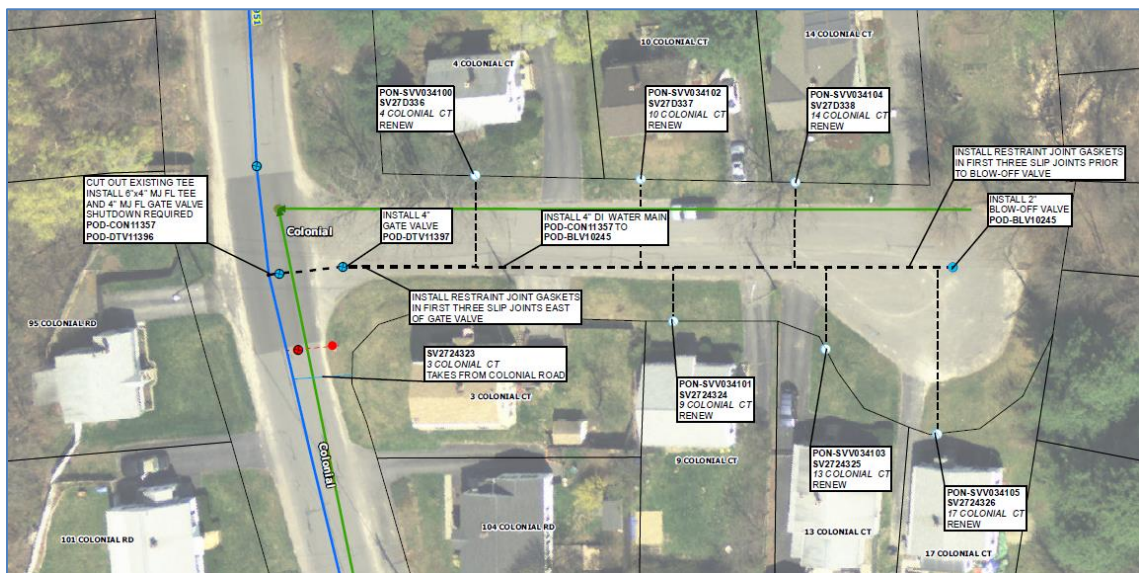 051
4 COLONIAL CT
10 COLONIAL CT
14 COLONIAL CT
PON-SVV034100
SV27D336
4 COLONIAL CT
RENEW
PON-SVV034102
SV27D337
10 COLONIAL CT
RENEW
PON-SVV034104
SV27D338
14 COLONIAL CT
RENEW
INSTALL RESTRAINT JOINT GASKETS
IN FIRST THREE SLIP JOINTS PRIOR
TO BLOW-OFF VALVE
CUT OUT EXISTING TEE
INSTALL 6"x4" MJ FL TEE
AND 4" MJ FL GATE VALVE
SHUTDOWN REQUIRED
POD-CON11357
POD-DTV11396
Colonial
INSTALL 4"
GATE VALVE
POD-DTV11397
INSTALL 4" DI WATER MAIN
POD-CON11357 TO
POD-BLV10245
INSTALL 2"
BLOW-OFF VALVE
POD-BLV10245
INSTALL RESTRAINT JOINT GASKETS
IN FIRST THREE SLIP JOINTS EAST
OF GATE VALVE
95 COLONIAL RD
SV2724323
3 COLONIAL CT
TAKES FROM COLONIAL ROAD
3 COLONIAL CT
PON-SVV034101
SV2724324
9 COLONIAL CT
RENEW
9 COLONIAL CT
PON-SVV034103
SV2724325
13 COLONIAL CT
RENEW
13 COLONIAL CT
PON-SVV034105
SV2724326
17 COLONIAL CT
RENEW
17 COLONIAL CT
Colonial
104 COLONIAL RD
101 COLONIAL RD